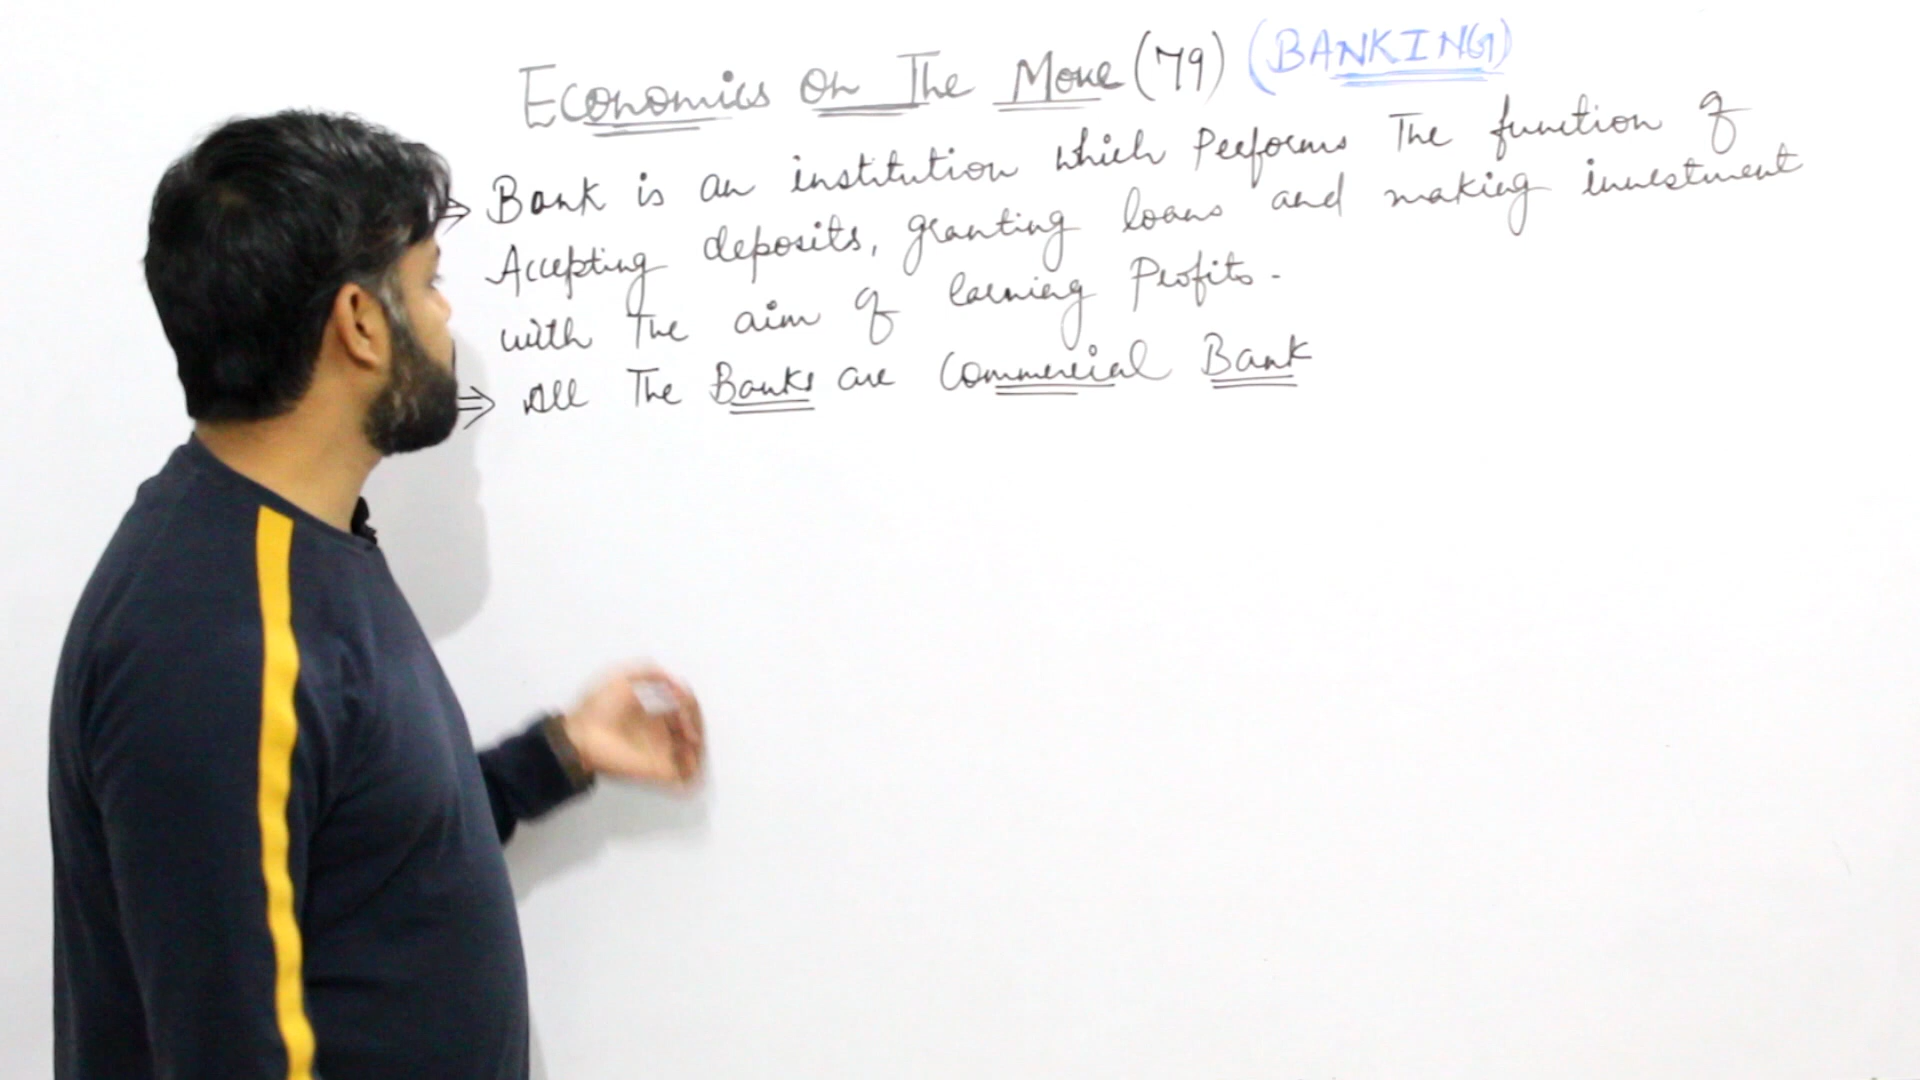 Economics On The Move (79) (BANKING)
⇒ Bank is an institution which Performs The function of
Accepting deposits, granting loans and making investment
with The aim of earning Profits.
⇒ All The Banks are Commercial Bank